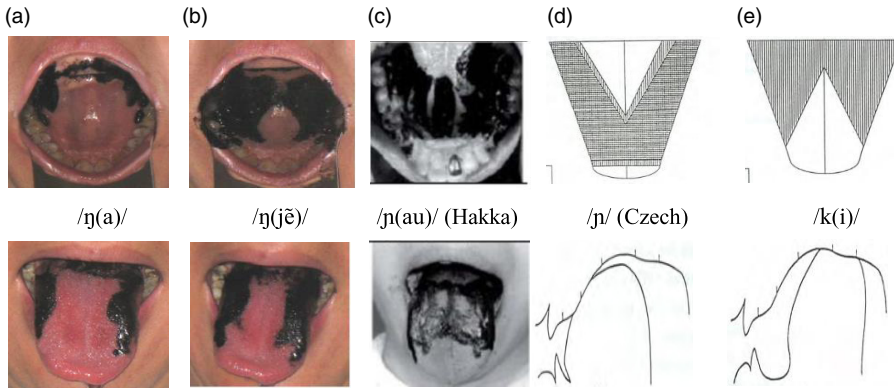 (a) (b) (c) (d) (e)
/ŋ(a)/ /ŋ(jẽ)/ /ɲ(au)/ (Hakka) /ɲ/ (Czech) /k(i)/